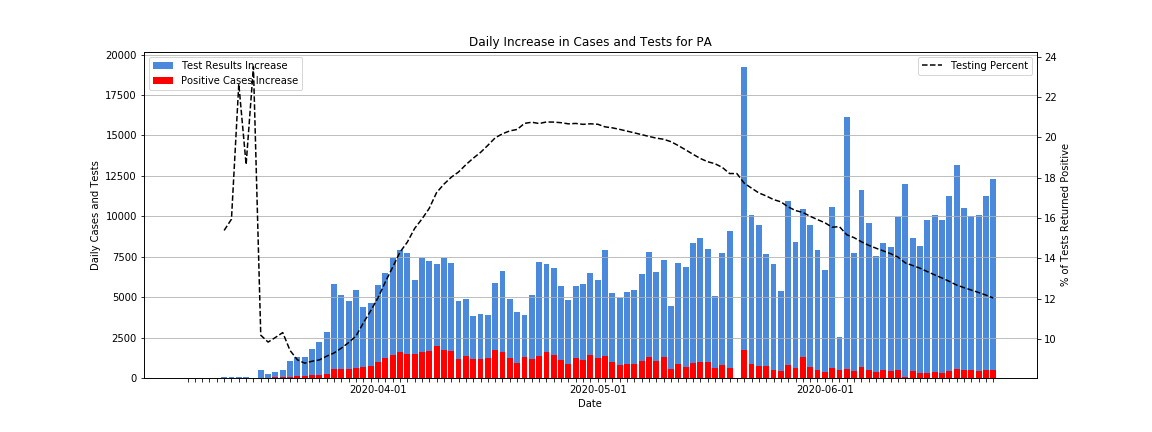 Daily Increase in Cases and Tests for PA
20000
17500
15000
12500
10000
7500
5000
2500
0
Daily Cases and Tests
Test Results Increase
Positive Cases Increase
Testing Percent
24
22
20
18
16
14
12
10
% of Tests Returned Positive
2020-04-01
2020-05-01
2020-06-01
Date